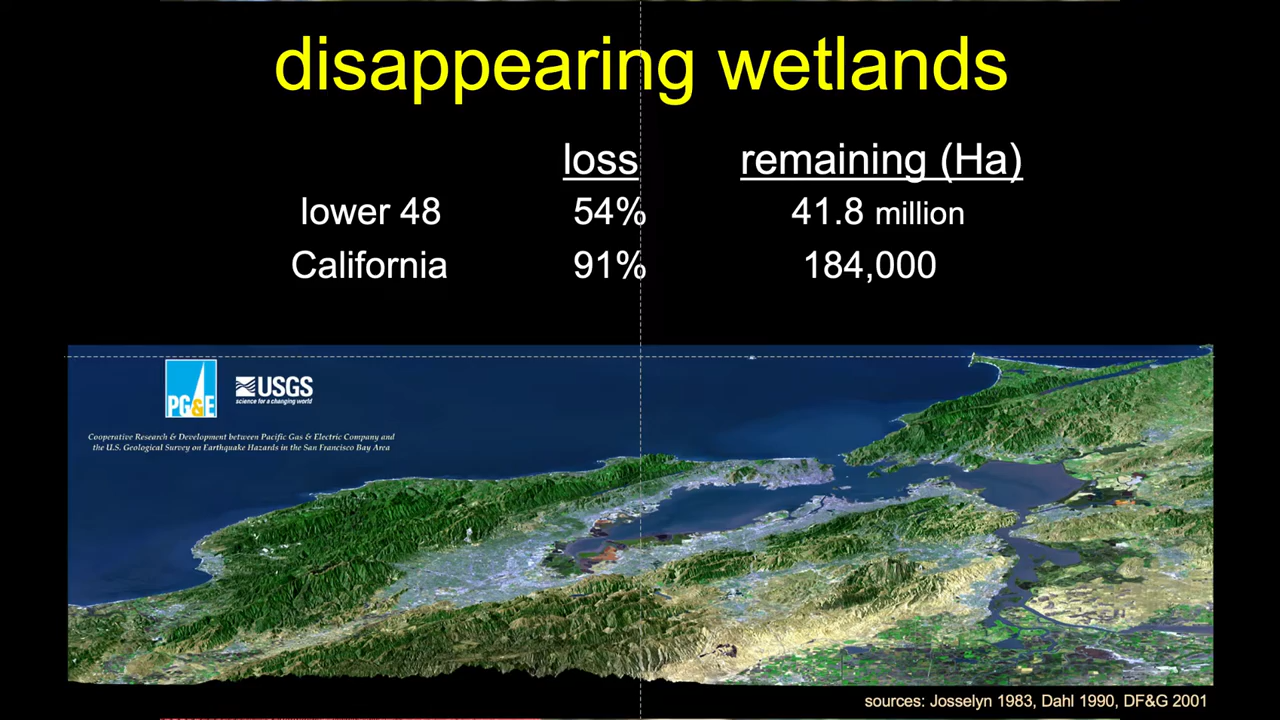 disappearing wetlands
loss remaining (Ha)
lower 48 54% 41.8 million
California 91% 184,000
PG&E
USGS
science for a changing world
Cooperative Research & Development between Pacific Gas & Electric Company and
the U.S. Geological Survey on Earthquake Hazards in the San Francisco Bay Area
sources: Josselyn 1983, Dahl 1990, DF&G 2001